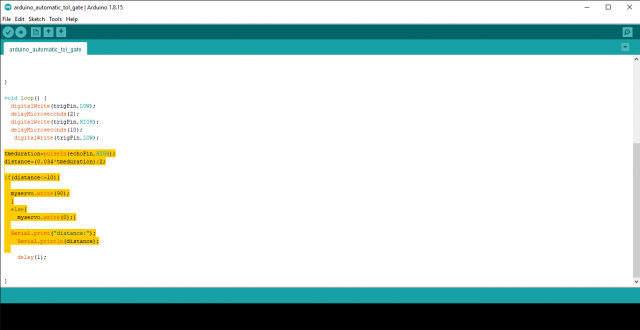 arduino_automatic_tol_gate | Arduino 1.8.15
File Edit Sketch Tools Help
arduino_automatic_tol_gate
}
void loop() {
digitalWrite(trigPin,LOW);
delayMicroseconds(2);
digitalWrite(trigPin,HIGH);
delayMicroseconds(10);
digitalWrite(trigPin,LOW);
tmeduration=pulseIn(echoPin,HIGH);
distance=(0.034*tmeduration)/2;
if(distance<=10){
myservo.write(90);
}
else{
myservo.write(0);}
Serial.print("distance:");
Serial.println(distance);
delay(1);
}